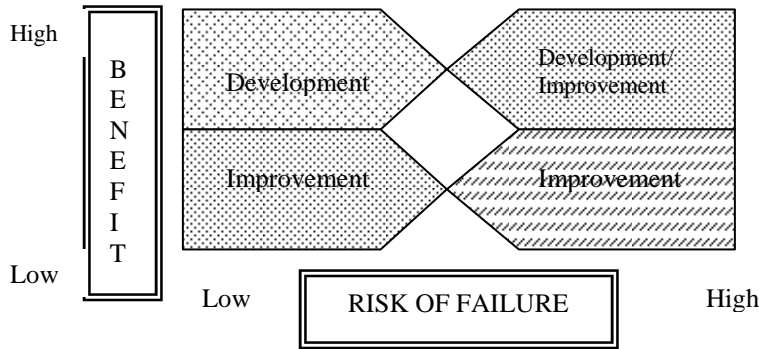 High
B
E
N
E
F
I
T
Low
Development
Development/
Improvement
Improvement
Improvement
Low
RISK OF FAILURE
High